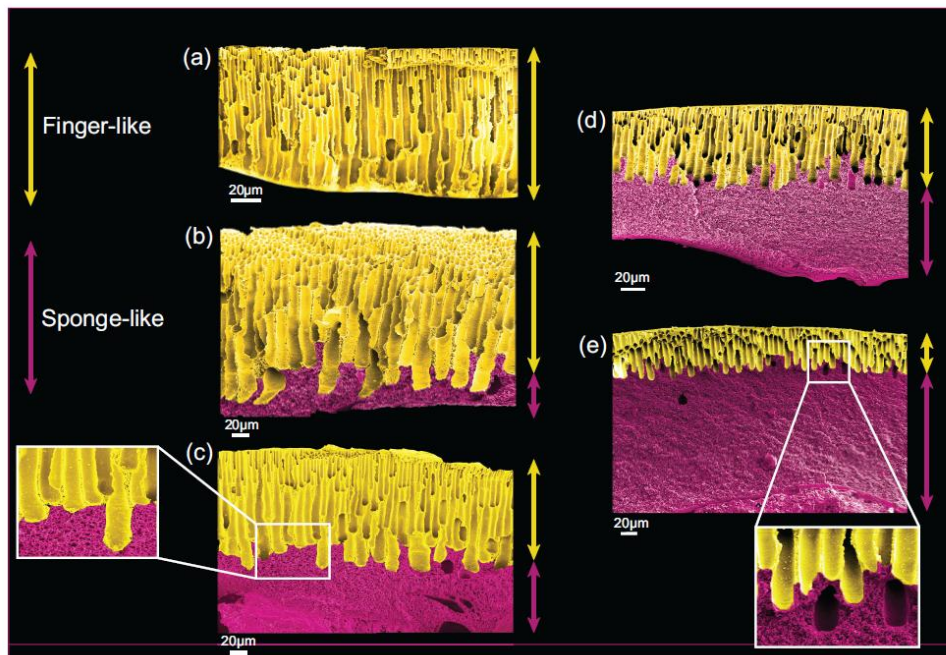 Finger-like
Sponge-like
(a)
20μm
(b)
20μm
(c)
20μm
(d)
20μm
(e)
20μm